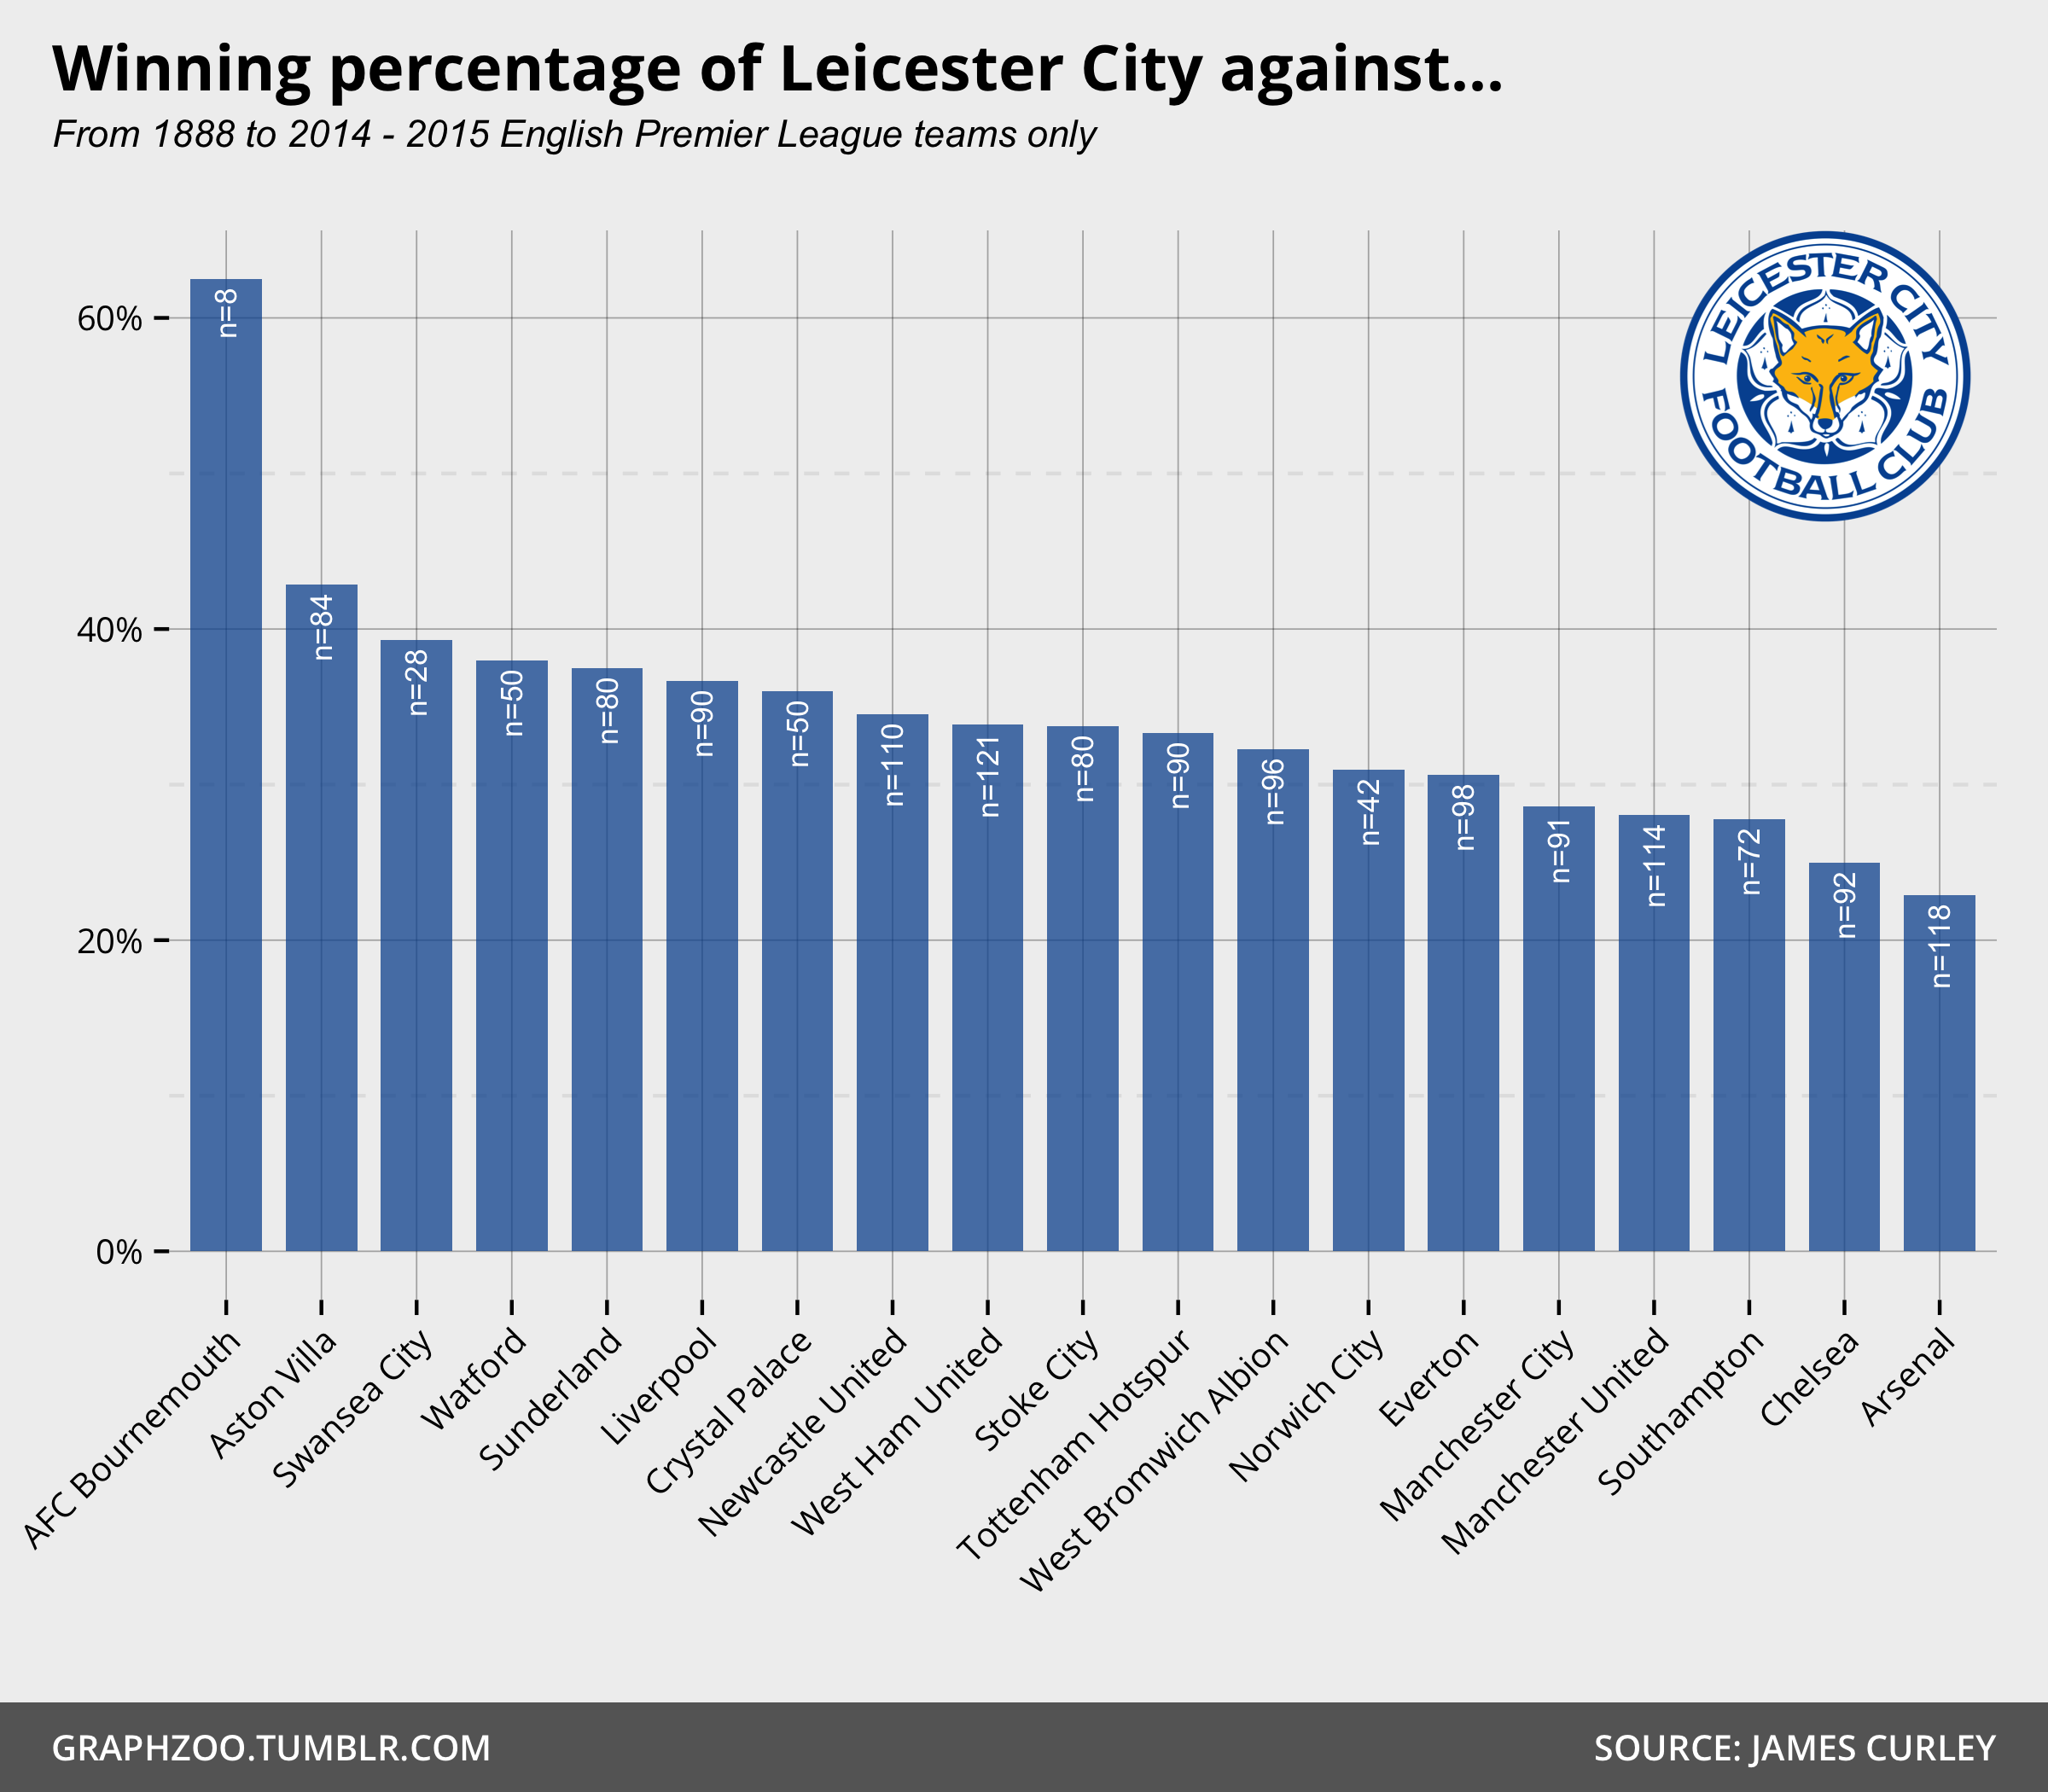 Winning percentage of Leicester City against...
From 1888 to 2014 - 2015 English Premier League teams only
LEICESTER CITY
FOOTBALL CLUB
60%
40%
20%
0%
n=8
n=84
n=28
n=50
n=80
n=90
n=50
n=110
n=121
n=80
n=90
n=96
n=42
n=98
n=91
n=114
n=72
n=92
n=118
AFC Bournemouth
Aston Villa
Swansea City
Watford
Sunderland
Liverpool
Crystal Palace
Newcastle United
West Ham United
Stoke City
Tottenham Hotspur
West Bromwich Albion
Norwich City
Everton
Manchester City
Manchester United
Southampton
Chelsea
Arsenal
GRAPHZOO.TUMBLR.COM
SOURCE: JAMES CURLEY